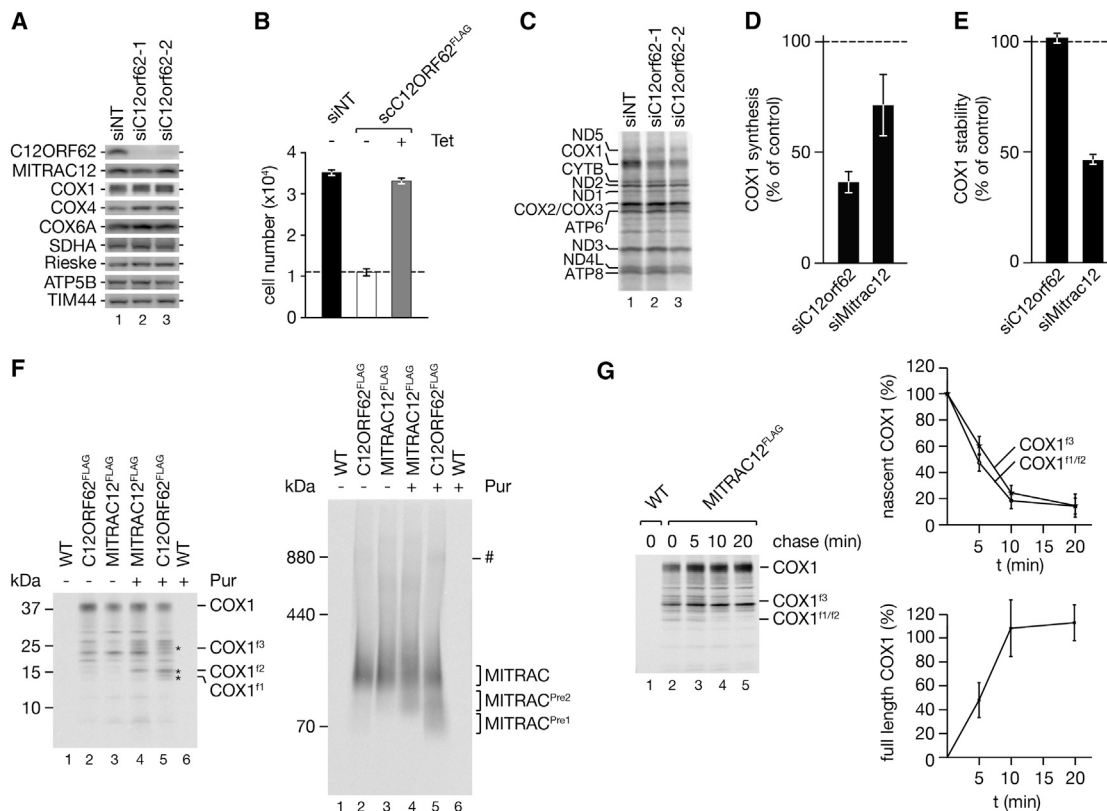 A
siNT
siC12orf62-1
siC12orf62-2
C12ORF62
MITRAC12
COX1
COX4
COX6A
SDHA
Rieske
ATP5B
TIM44
1 2 3
B
siNT
scC12ORF62FLAG
- - + Tet
cell number (x10⁴)
4
3
2
1
0
C
siNT
siC12orf62-1
siC12orf62-2
ND5
COX1
CYTB
ND2
ND1
COX2/COX3
ATP6
ND3
ND4L
ATP8
1 2 3
D
COX1 synthesis
(% of control)
100
50
0
siC12orf62
siMitrac12
E
COX1 stability
(% of control)
100
50
0
siC12orf62
siMitrac12
F
WT
C12ORF62FLAG
MITRAC12FLAG
MITRAC12FLAG
C12ORF62FLAG
WT
kDa - - - + + + Pur
37
25
15
10
COX1
COX1f3
COX1f2
COX1f1
*
*
*
1 2 3 4 5 6
WT
C12ORF62FLAG
MITRAC12FLAG
MITRAC12FLAG
C12ORF62FLAG
WT
kDa - - - + + + Pur
880
440
70
#
MITRAC
MITRACPre2
MITRACPre1
1 2 3 4 5 6
G
WT
MITRAC12FLAG
0 0 5 10 20 chase (min)
COX1
COX1f3
COX1f1/f2
1 2 3 4 5
nascent COX1 (%)
120
100
80
60
40
20
0
COX1f3
COX1f1/f2
5 10 15 20
t (min)
full length COX1 (%)
120
100
80
60
40
20
0
5 10 15 20
t (min)